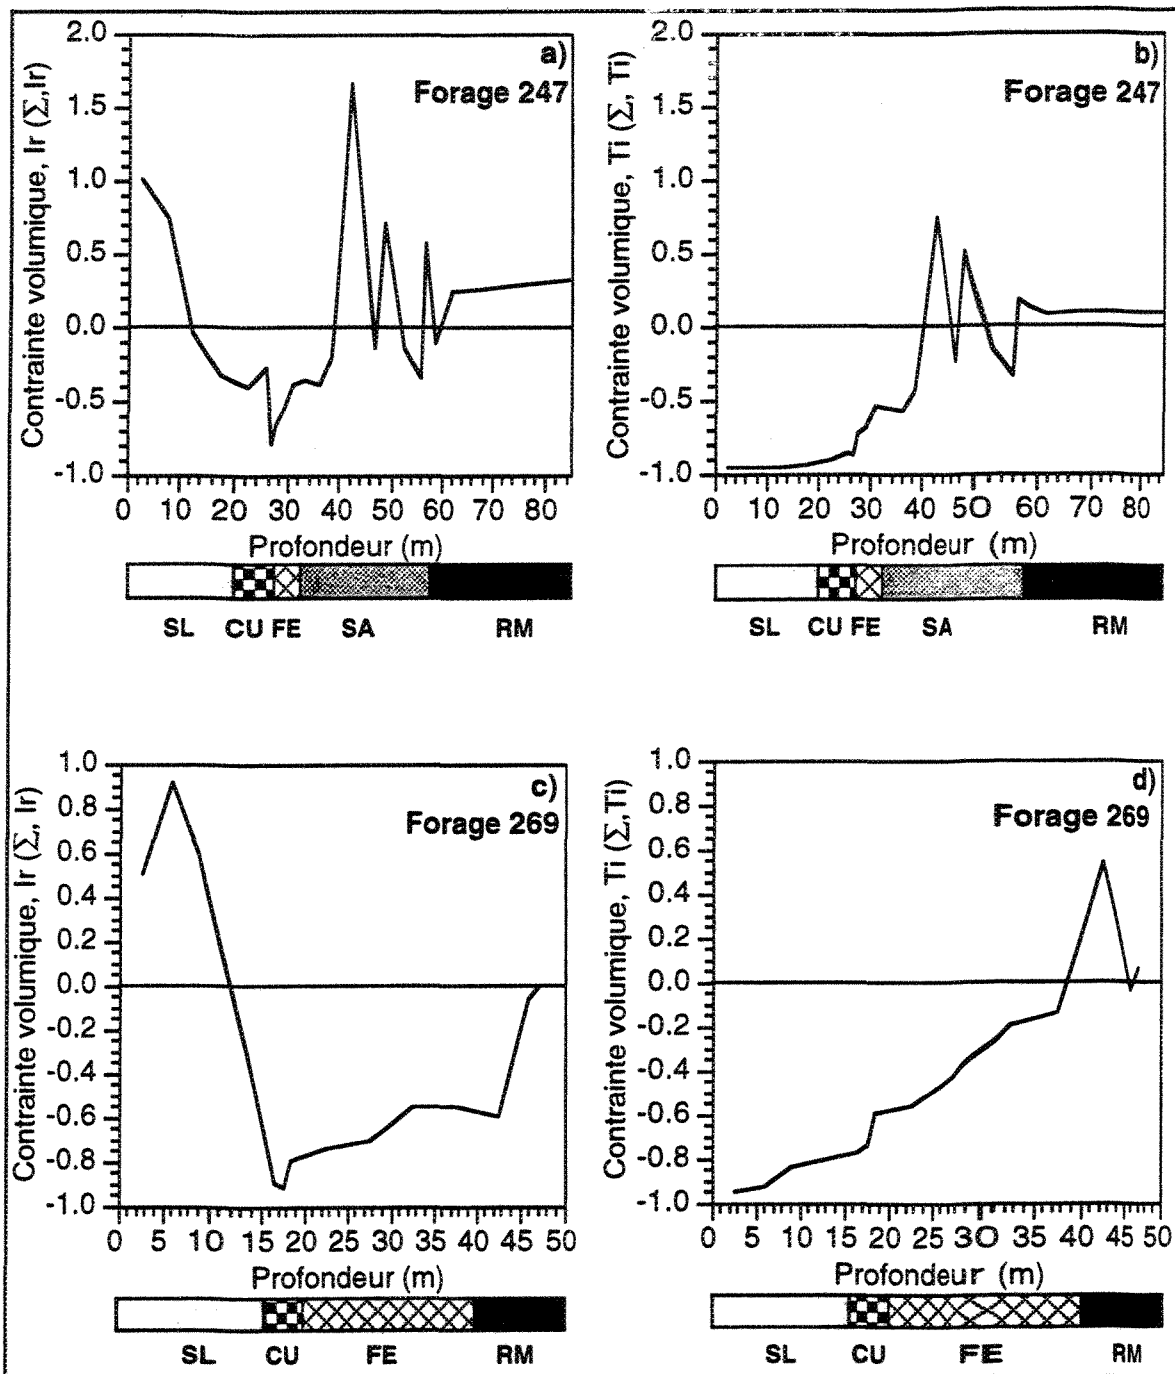 a)
Forage 247
Contrainte volumique, Ir (Σ,Ir)
2.0
1.5
1.0
0.5
0.0
-0.5
-1.0
0 10 20 30 40 50 60 70 80
Profondeur (m)
SL CU FE SA RM
b)
Forage 247
Contrainte volumique, Ti (Σ, Ti)
2.0
1.5
1.0
0.5
0.0
-0.5
-1.0
0 10 20 30 40 50 60 70 80
Profondeur (m)
SL CU FE SA RM
c)
Forage 269
Contrainte volumique, Ir (Σ, Ir)
1.0
0.8
0.6
0.4
0.2
0.0
-0.2
-0.4
-0.6
-0.8
-1.0
0 5 10 15 20 25 30 35 40 45 50
Profondeur (m)
SL CU FE RM
d)
Forage 269
Contrainte volumique, Ti (Σ,Ti)
1.0
0.8
0.6
0.4
0.2
0.0
-0.2
-0.4
-0.6
-0.8
-1.0
0 5 10 15 20 25 30 40 45 50
Profondeur (m)
SL CU FE RM